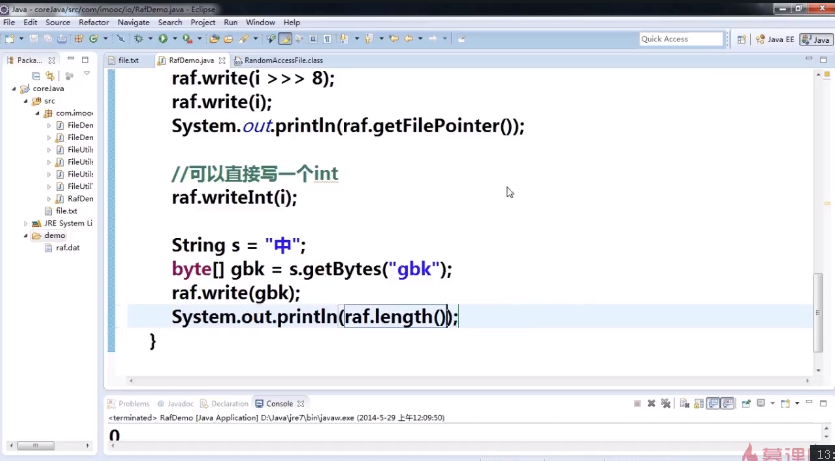 Java - coreJava/src/com/imooc/io/RafDemo.java - Eclipse
File Edit Source Refactor Navigate Search Project Run Window Help
Quick Access
Java EE
Java
Packa
file.txt
RafDemo.java
RandomAccessFile.class
coreJava
src
com.imooc
FileDen
FileDen
FileUtils
FileUtils
FileUtils
FileUtil
RafDem
file.txt
JRE System Li
demo
raf.dat
raf.write(i >>> 8);
raf.write(i);
System.out.println(raf.getFilePointer());
//可以直接写一个int
raf.writeInt(i);
String s = "中";
byte[] gbk = s.getBytes("gbk");
raf.write(gbk);
System.out.println(raf.length());
}
Problems
Javadoc
Declaration
Console
<terminated> RafDemo [Java Application] D:\Java\jre7\bin\javaw.exe (2014-5-29 上午12:09:50)
0
慕课
13: